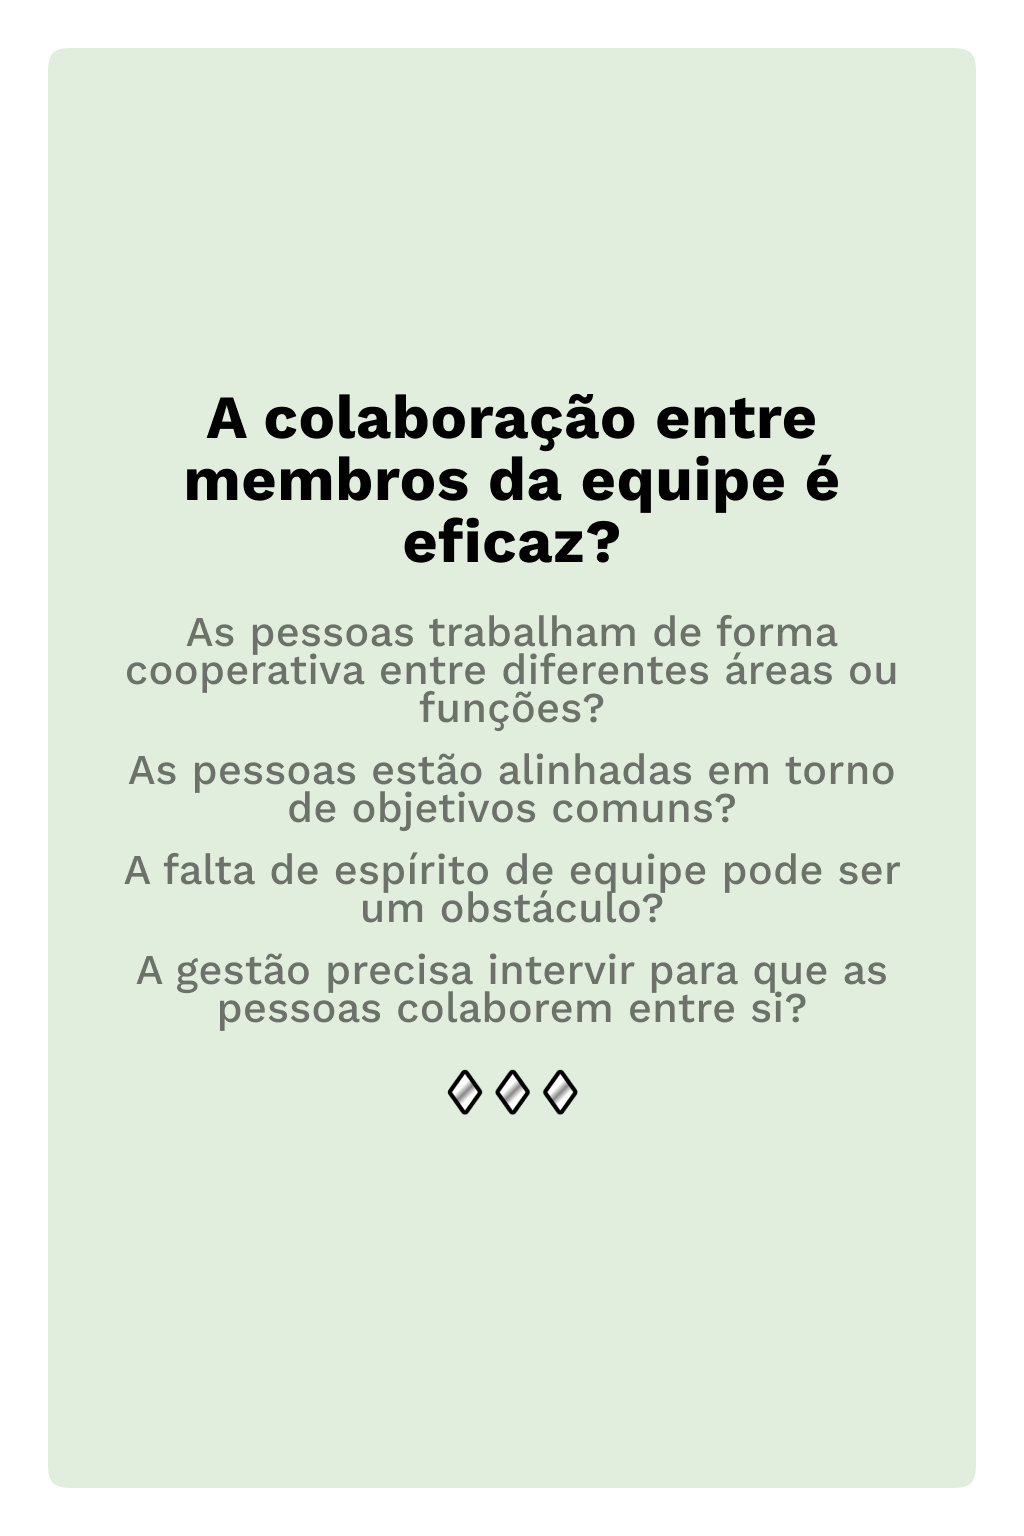 A colaboração entre
membros da equipe é
eficaz?
As pessoas trabalham de forma
cooperativa entre diferentes áreas ou
funções?
As pessoas estão alinhadas em torno
de objetivos comuns?
A falta de espírito de equipe pode ser
um obstáculo?
A gestão precisa intervir para que as
pessoas colaborem entre si?